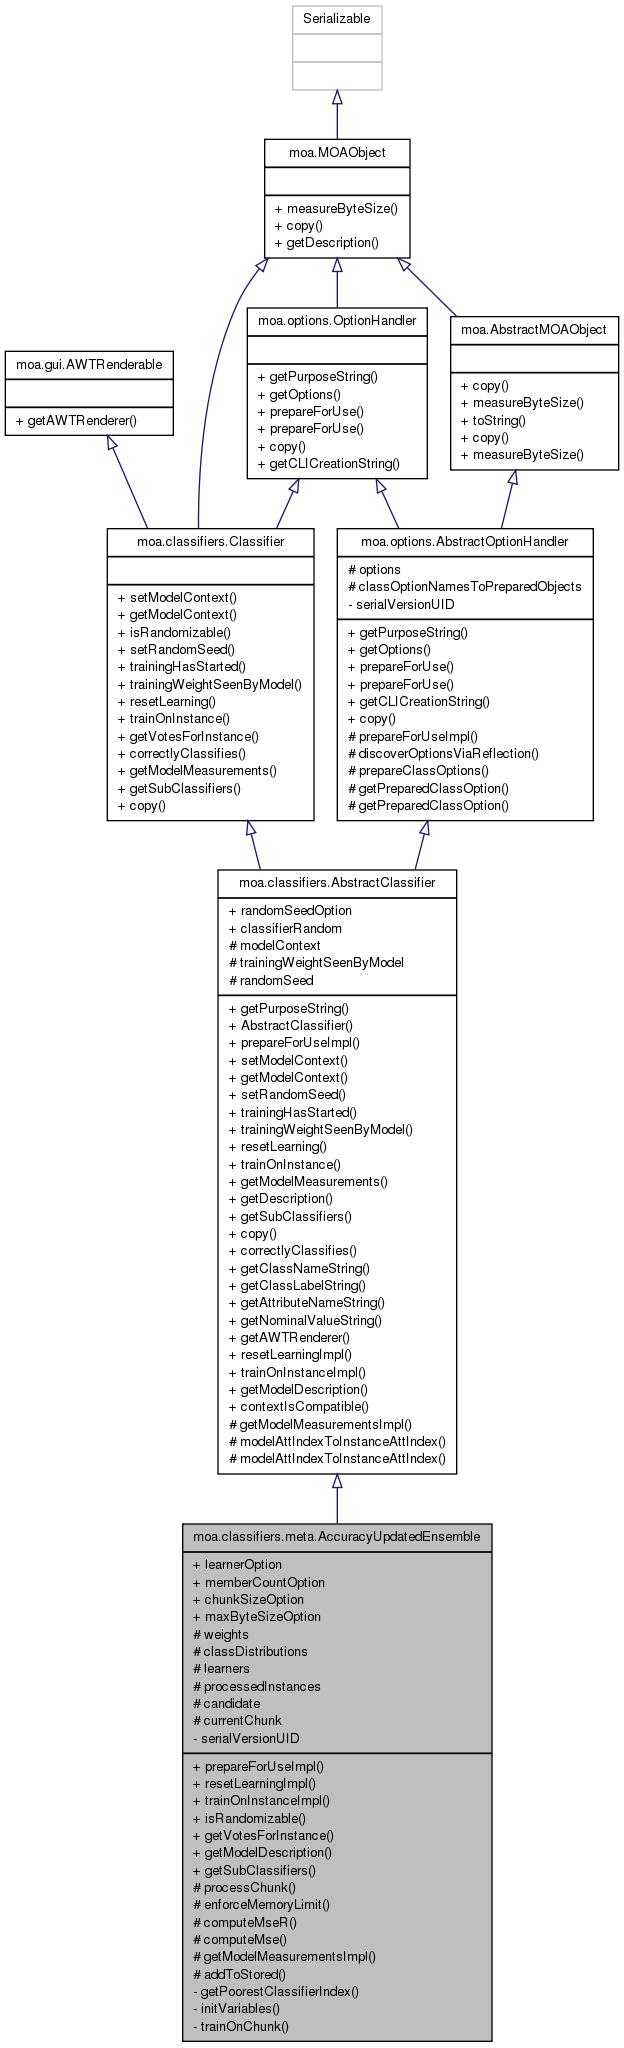 Serializable
moa.MOAObject
+ measureByteSize()
+ copy()
+ getDescription()
moa.gui.AWTRenderable
+ getAWTRenderer()
moa.options.OptionHandler
+ getPurposeString()
+ getOptions()
+ prepareForUse()
+ prepareForUse()
+ copy()
+ getCLICreationString()
moa.AbstractMOAObject
+ copy()
+ measureByteSize()
+ toString()
+ copy()
+ measureByteSize()
moa.classifiers.Classifier
+ setModelContext()
+ getModelContext()
+ isRandomizable()
+ setRandomSeed()
+ trainingHasStarted()
+ trainingWeightSeenByModel()
+ resetLearning()
+ trainOnInstance()
+ getVotesForInstance()
+ correctlyClassifies()
+ getModelMeasurements()
+ getSubClassifiers()
+ copy()
moa.options.AbstractOptionHandler
# options
# classOptionNamesToPreparedObjects
- serialVersionUID
+ getPurposeString()
+ getOptions()
+ prepareForUse()
+ prepareForUse()
+ getCLICreationString()
+ copy()
# prepareForUseImpl()
# discoverOptionsViaReflection()
# prepareClassOptions()
# getPreparedClassOption()
# getPreparedClassOption()
moa.classifiers.AbstractClassifier
+ randomSeedOption
+ classifierRandom
# modelContext
# trainingWeightSeenByModel
# randomSeed
+ getPurposeString()
+ AbstractClassifier()
+ prepareForUseImpl()
+ setModelContext()
+ getModelContext()
+ setRandomSeed()
+ trainingHasStarted()
+ trainingWeightSeenByModel()
+ resetLearning()
+ trainOnInstance()
+ getModelMeasurements()
+ getDescription()
+ getSubClassifiers()
+ copy()
+ correctlyClassifies()
+ getClassNameString()
+ getClassLabelString()
+ getAttributeNameString()
+ getNominalValueString()
+ getAWTRenderer()
+ resetLearningImpl()
+ trainOnInstanceImpl()
+ getModelDescription()
+ contextIsCompatible()
# getModelMeasurementsImpl()
# modelAttIndexToInstanceAttIndex()
# modelAttIndexToInstanceAttIndex()
moa.classifiers.meta.AccuracyUpdatedEnsemble
+ learnerOption
+ memberCountOption
+ chunkSizeOption
+ maxByteSizeOption
# weights
# classDistributions
# learners
# processedInstances
# candidate
# currentChunk
- serialVersionUID
+ prepareForUseImpl()
+ resetLearningImpl()
+ trainOnInstanceImpl()
+ isRandomizable()
+ getVotesForInstance()
+ getModelDescription()
+ getSubClassifiers()
# processChunk()
# enforceMemoryLimit()
# computeMseR()
# computeMse()
# getModelMeasurementsImpl()
# addToStored()
- getPoorestClassifierIndex()
- initVariables()
- trainOnChunk()